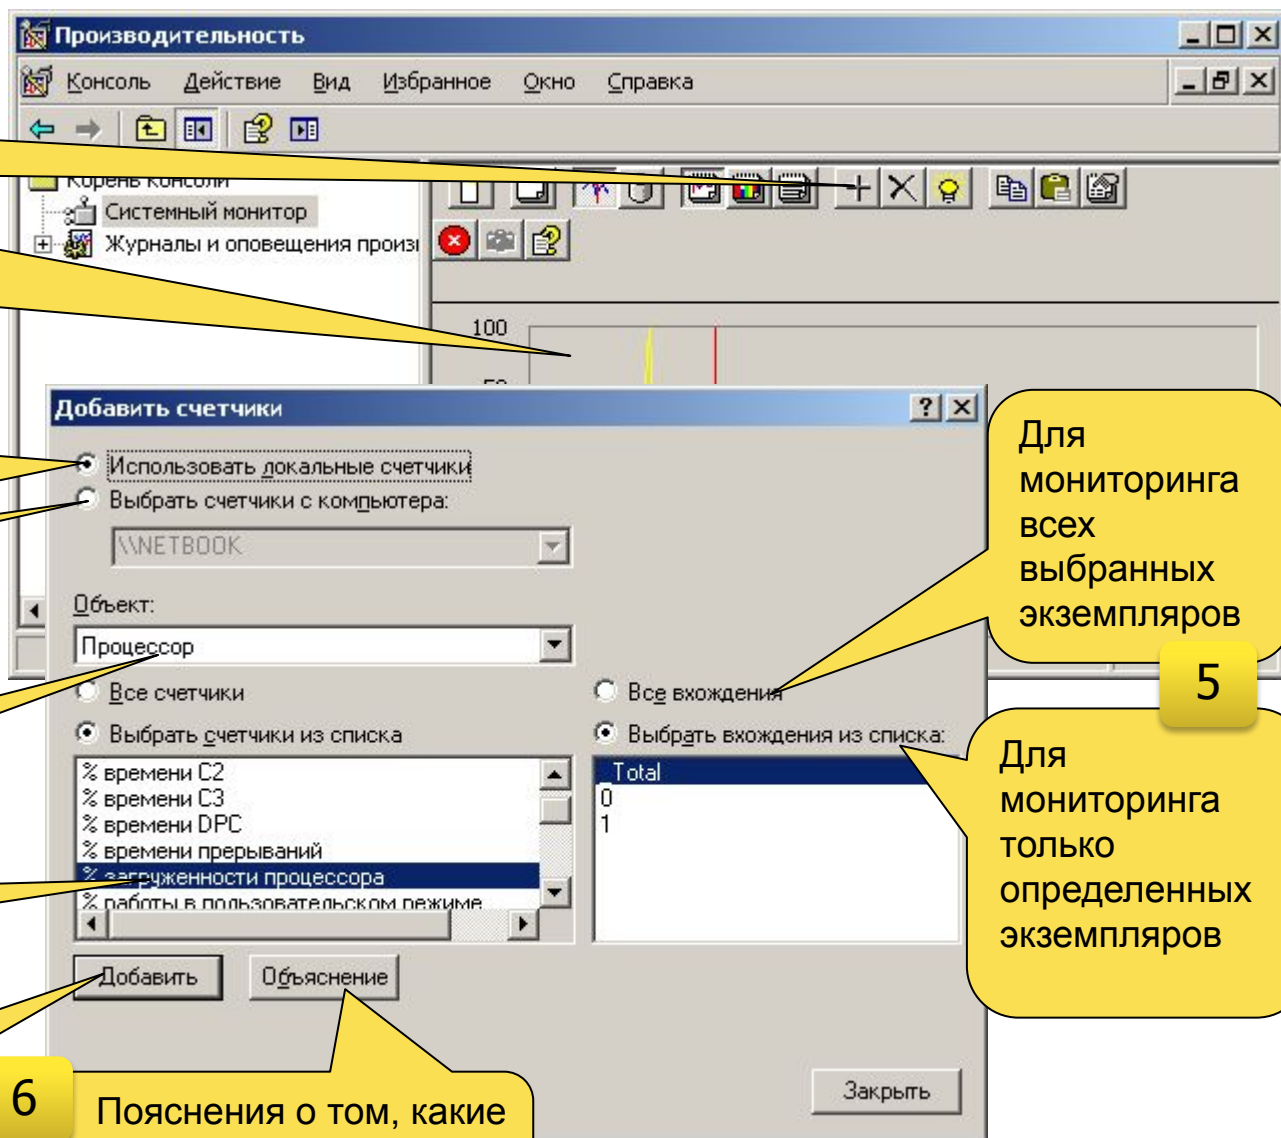 Производительность
Консоль Действие Вид Избранное Окно Справка
Корень консоли
Системный монитор
Журналы и оповещения произ
100
Добавить счетчики
Использовать локальные счетчики
Выбрать счетчики с компьютера:
\\NETBOOK
Объект:
Процессор
Все счетчики
Выбрать счетчики из списка
% времени C2
% времени C3
% времени DPC
% времени прерываний
% загруженности процессора
% работы в пользовательском режиме
Все вхождения
Выбрать вхождения из списка:
_Total
0
1
Добавить
Объяснение
Закрыть
Для
мониторинга
всех
выбранных
экземпляров
5
Для
мониторинга
только
определенных
экземпляров
6
Пояснения о том, какие